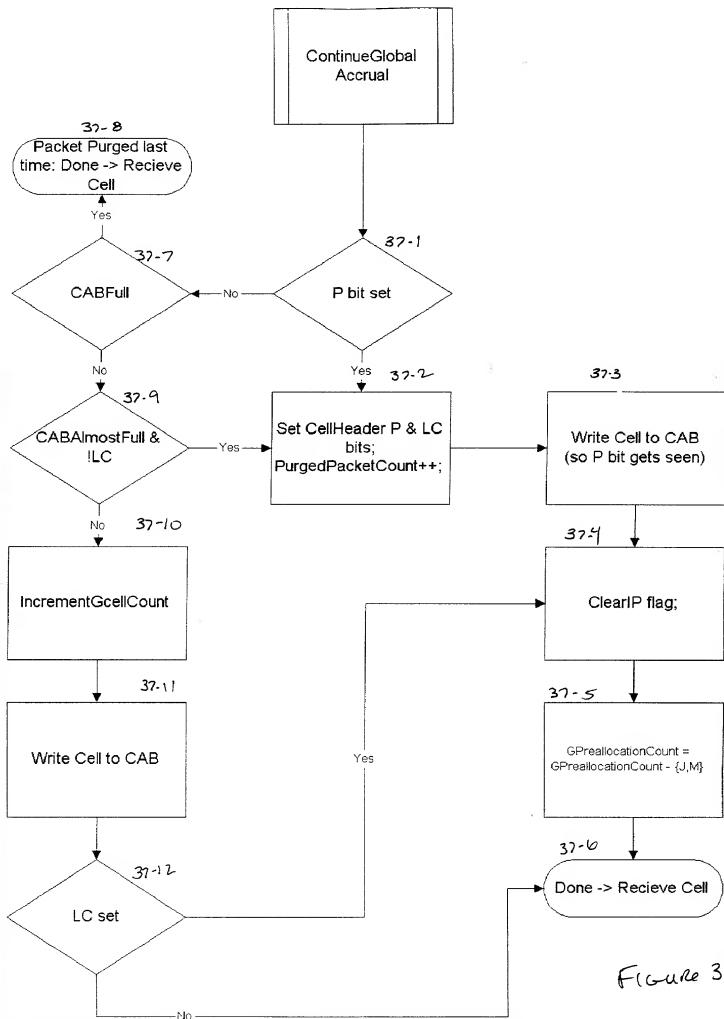 ContinueGlobal
Accrual
37-8
Packet Purged last
time: Done -> Recieve
Cell
Yes
37-7
CABFull
No
37-1
P bit set
No
37-9
CABAlmostFull &
!LC
Yes
Yes
37-2
Set CellHeader P & LC
bits;
PurgedPacketCount++;
37-3
Write Cell to CAB
(so P bit gets seen)
No
37-10
IncrementGcellCount
37-4
ClearIP flag;
37-11
Write Cell to CAB
Yes
37-5
GPreallocationCount =
GPreallocationCount - {J,M}
37-12
LC set
37-6
Done -> Recieve Cell
No
Figure 3